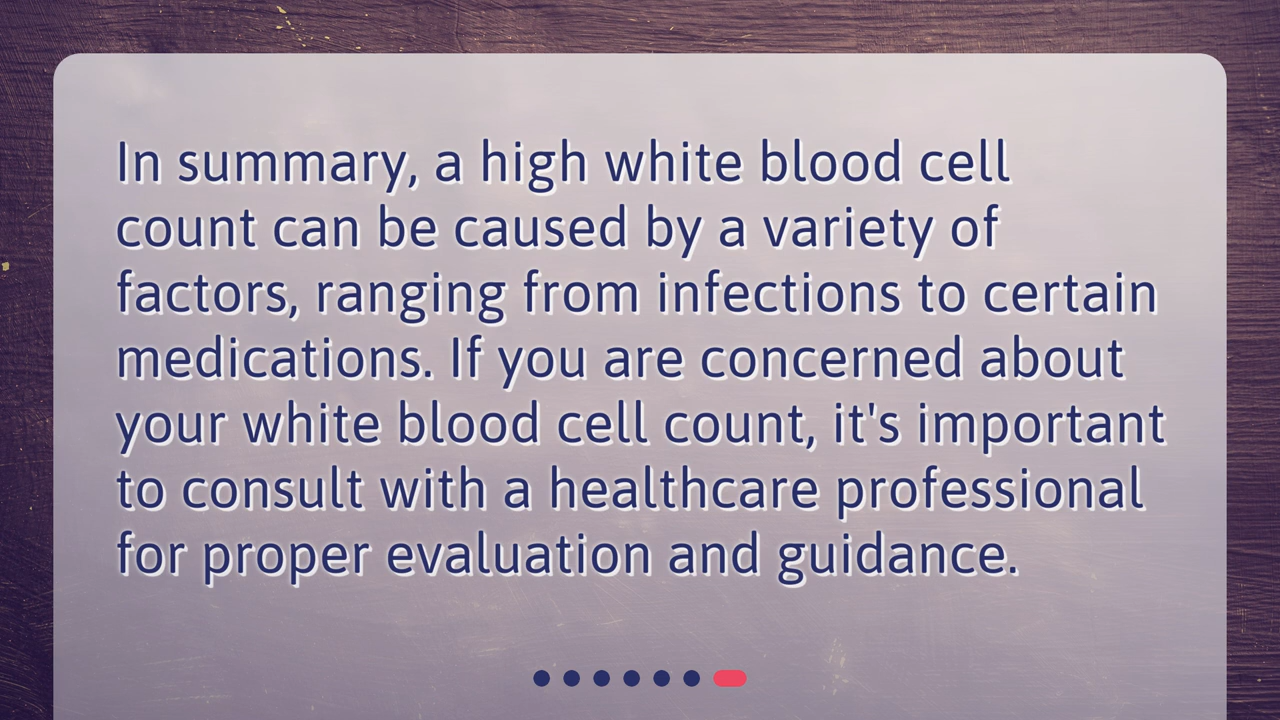 In summary, a high white blood cell
count can be caused by a variety of
factors, ranging from infections to certain
medications. If you are concerned about
your white blood cell count, it's important
to consult with a healthcare professional
for proper evaluation and guidance.